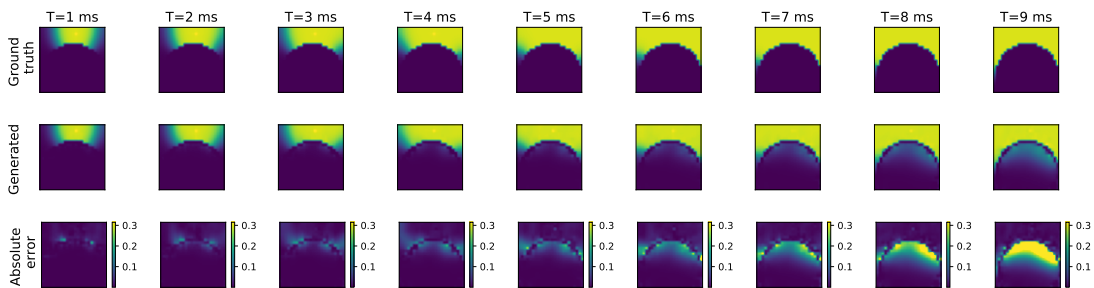 T=1 ms T=2 ms T=3 ms T=4 ms T=5 ms T=6 ms T=7 ms T=8 ms T=9 ms
Ground
truth
Generated
Absolute
error
0.3 0.3 0.3 0.3 0.3 0.3 0.3 0.3 0.3
0.2 0.2 0.2 0.2 0.2 0.2 0.2 0.2 0.2
0.1 0.1 0.1 0.1 0.1 0.1 0.1 0.1 0.1